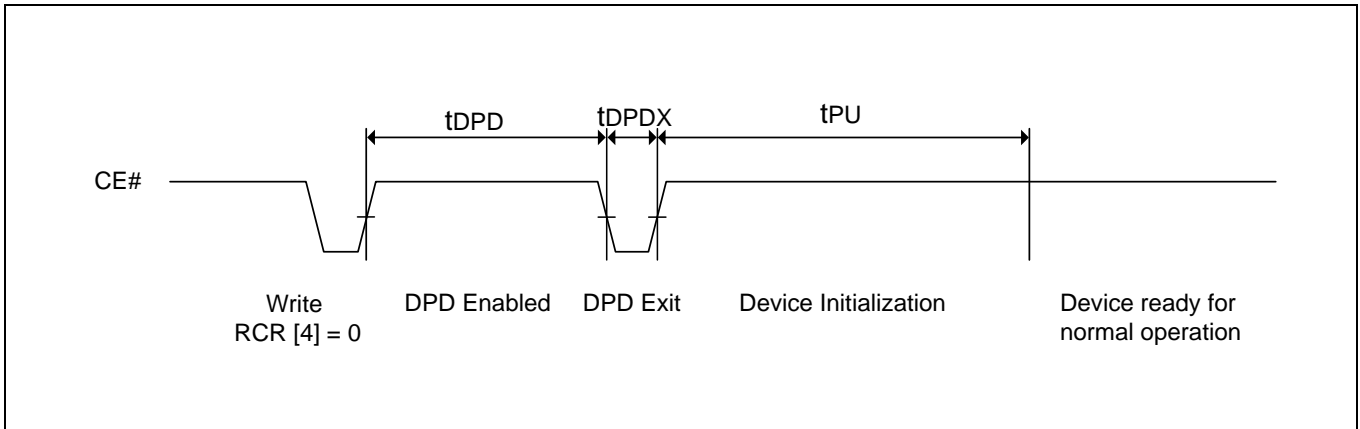 tDPD
tDPDX
tPU
CE#
Write
RCR [4] = 0
DPD Enabled
DPD Exit
Device Initialization
Device ready for
normal operation